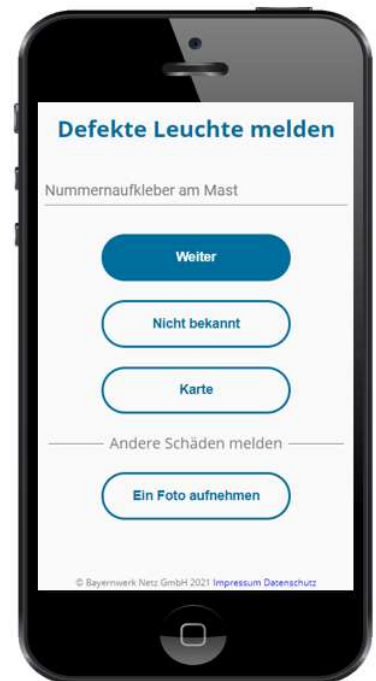 Defekte Leuchte melden
Nummernaufkleber am Mast
Weiter
Nicht bekannt
Karte
Andere Schäden melden
Ein Foto aufnehmen
© Bayernwerk Netz GmbH 2021 Impressum Datenschutz